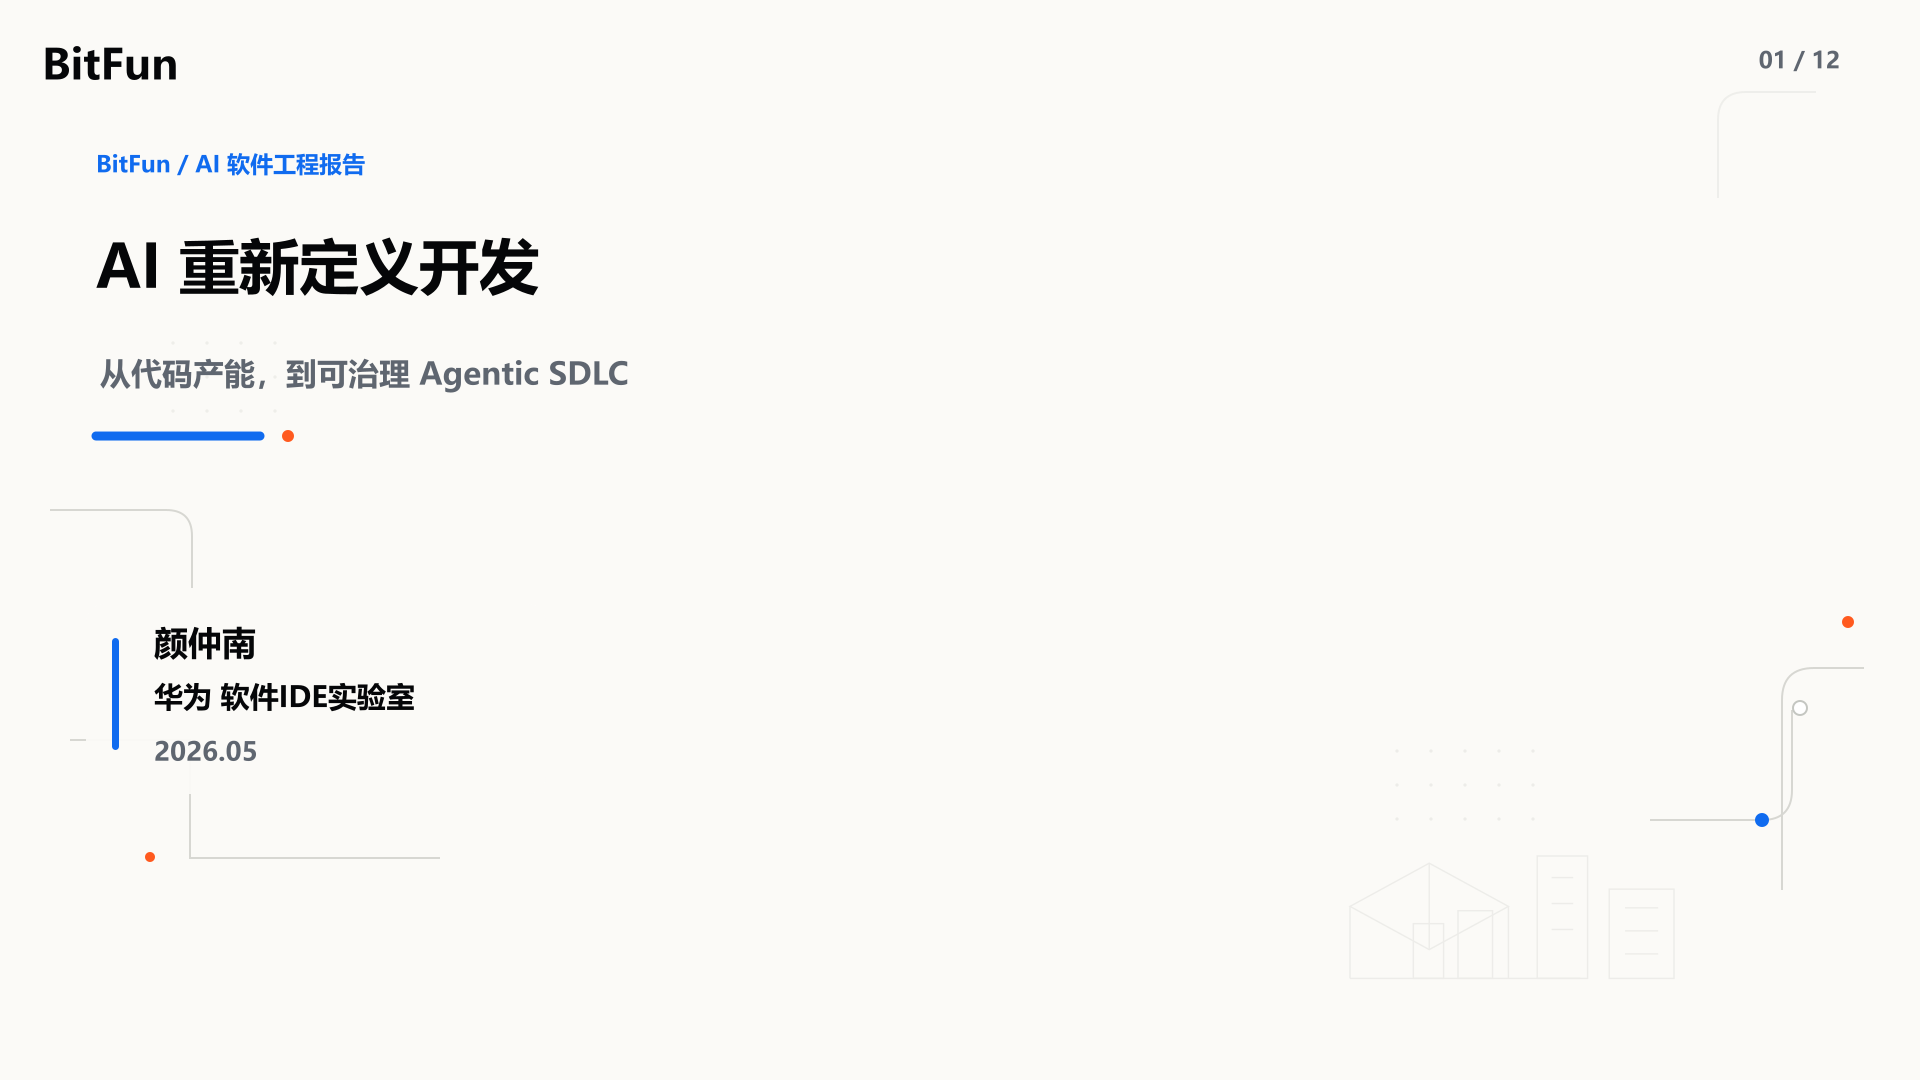 BitFun
01 / 12
BitFun / AI 软件工程报告
AI 重新定义开发
从代码产能，到可治理 Agentic SDLC
颜仲南
华为 软件IDE实验室
2026.05